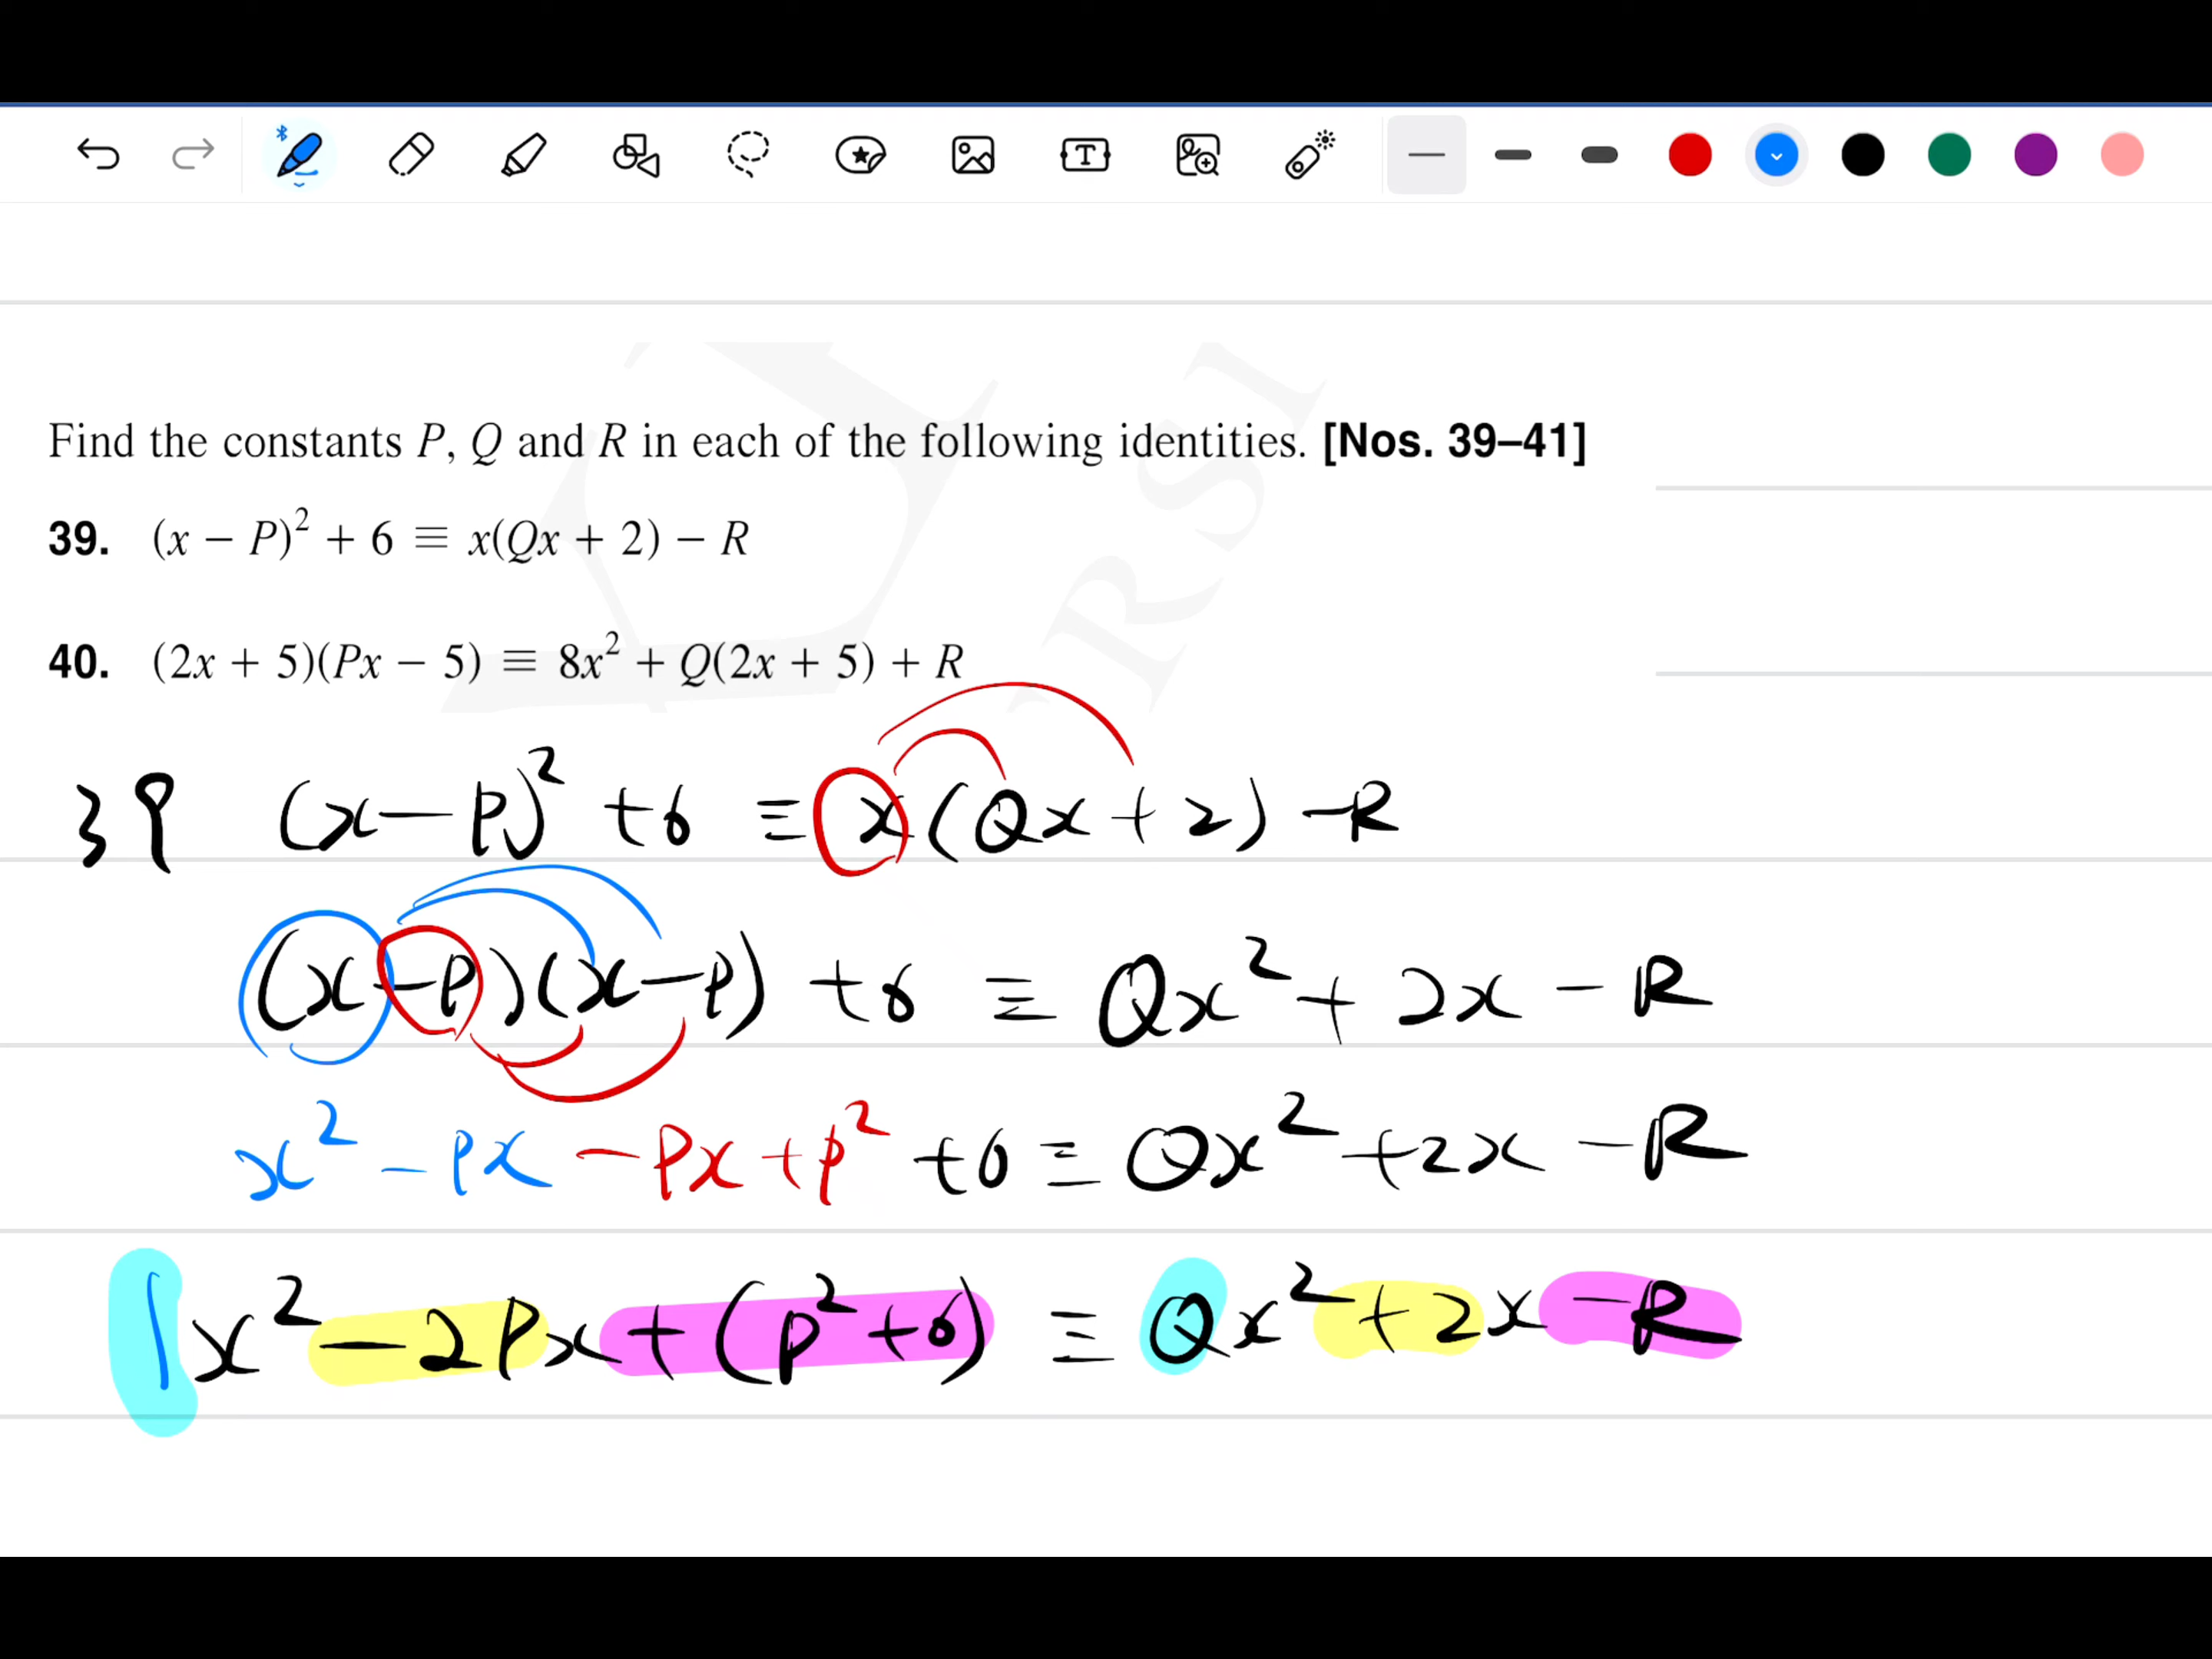 Find the constants P, Q and R in each of the following identities. [Nos. 39–41]
39. (x − P)² + 6 ≡ x(Qx + 2) − R
40. (2x + 5)(Px − 5) ≡ 8x² + Q(2x + 5) + R
RSI
39 (x−P)² +6 ≡ x(Qx+2) −R
(x−P)(x−P) +6 ≡ Qx² + 2x − R
x² − Px − Px + P² +6 ≡ Qx² +2x −R
1x² − 2Px + (P²+6) ≡ Qx² + 2x −R